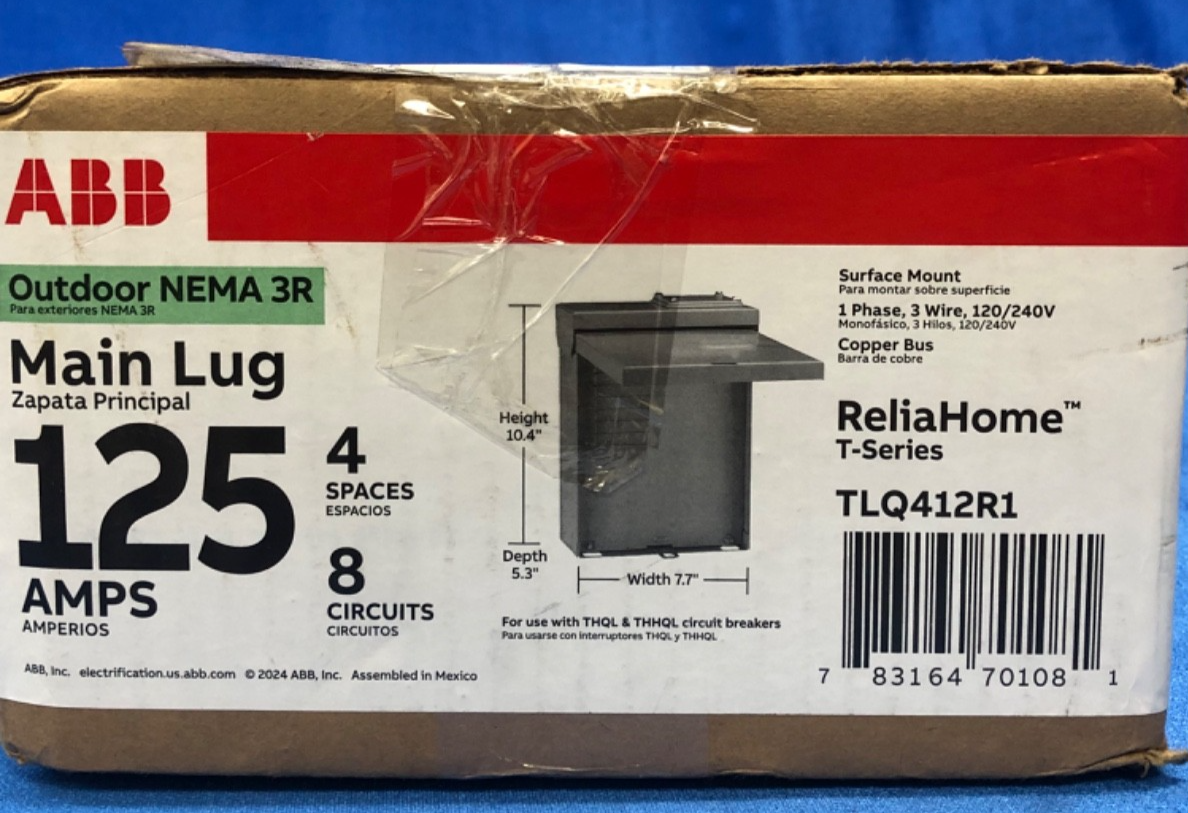 ABB
Outdoor NEMA 3R
Para exteriores NEMA 3R
Main Lug
Zapata Principal
125
AMPS
AMPERIOS
4
SPACES
ESPACIOS
8
CIRCUITS
CIRCUITOS
ABB, Inc. electrification.us.abb.com © 2024 ABB, Inc. Assembled in Mexico
Height
10.4"
Depth
5.3"
Width 7.7"
For use with THQL & THHQL circuit breakers
Para usarse con interruptores THQL y THHQL
Surface Mount
Para montar sobre superficie
1 Phase, 3 Wire, 120/240V
Monofásico, 3 Hilos, 120/240V
Copper Bus
Barra de cobre
ReliaHome™
T-Series
TLQ412R1
7 83164 70108 1